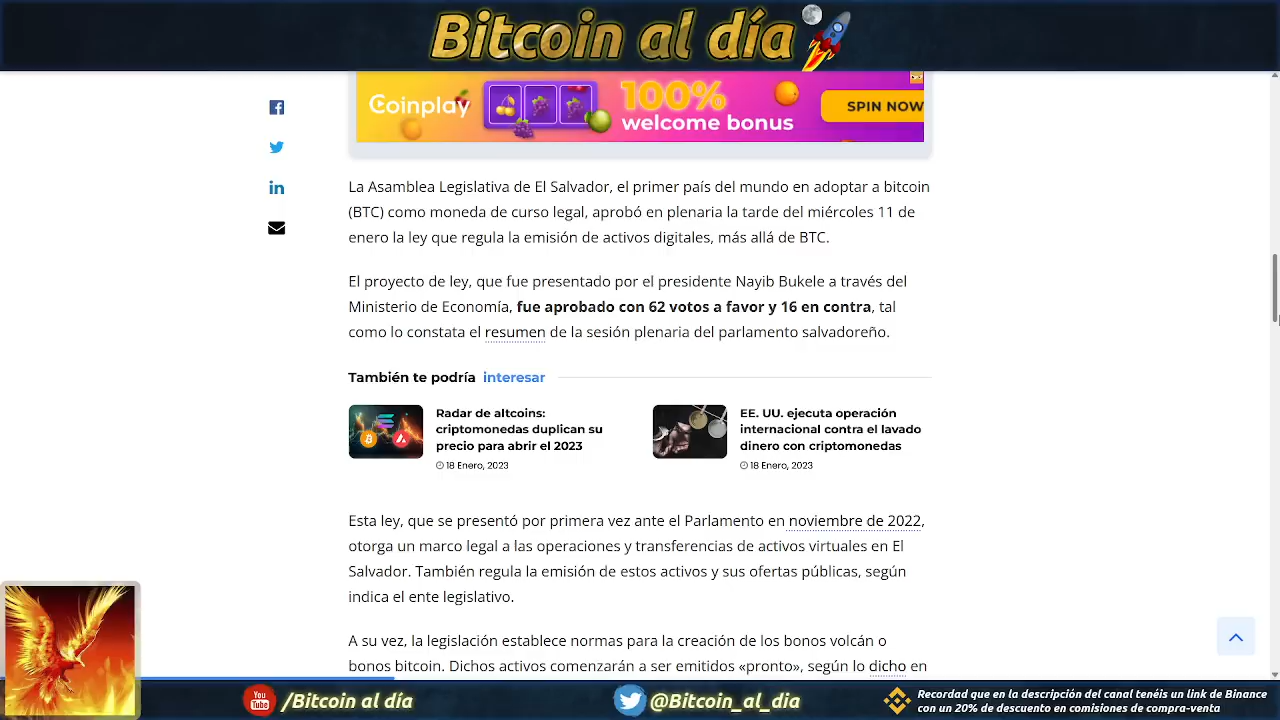 Bitcoin al día
Coinplay
100%
welcome bonus
SPIN NOW
La Asamblea Legislativa de El Salvador, el primer país del mundo en adoptar a bitcoin
(BTC) como moneda de curso legal, aprobó en plenaria la tarde del miércoles 11 de
enero la ley que regula la emisión de activos digitales, más allá de BTC.
El proyecto de ley, que fue presentado por el presidente Nayib Bukele a través del
Ministerio de Economía, fue aprobado con 62 votos a favor y 16 en contra, tal
como lo constata el resumen de la sesión plenaria del parlamento salvadoreño.
También te podría interesar
Radar de altcoins:
criptomonedas duplican su
precio para abrir el 2023
18 Enero, 2023
EE. UU. ejecuta operación
internacional contra el lavado
dinero con criptomonedas
18 Enero, 2023
Esta ley, que se presentó por primera vez ante el Parlamento en noviembre de 2022,
otorga un marco legal a las operaciones y transferencias de activos virtuales en El
Salvador. También regula la emisión de estos activos y sus ofertas públicas, según
indica el ente legislativo.
A su vez, la legislación establece normas para la creación de los bonos volcán o
bonos bitcoin. Dichos activos comenzarán a ser emitidos «pronto», según lo dicho en
You Tube /Bitcoin al día
@Bitcoin_al_dia
Recordad que en la descripción del canal tenéis un link de Binance
con un 20% de descuento en comisiones de compra-venta